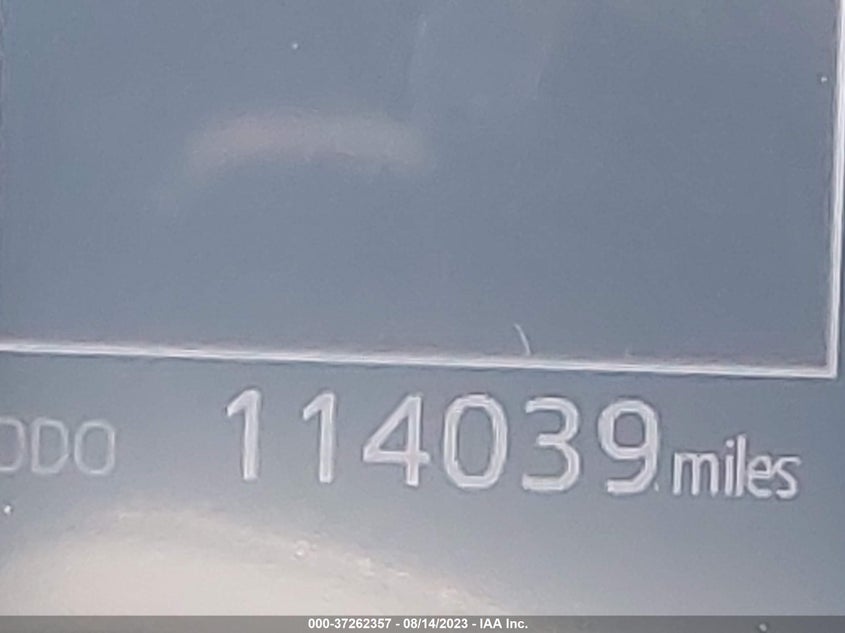 ODO 114039 miles
000-37262357 - 08/14/2023 - IAA Inc.